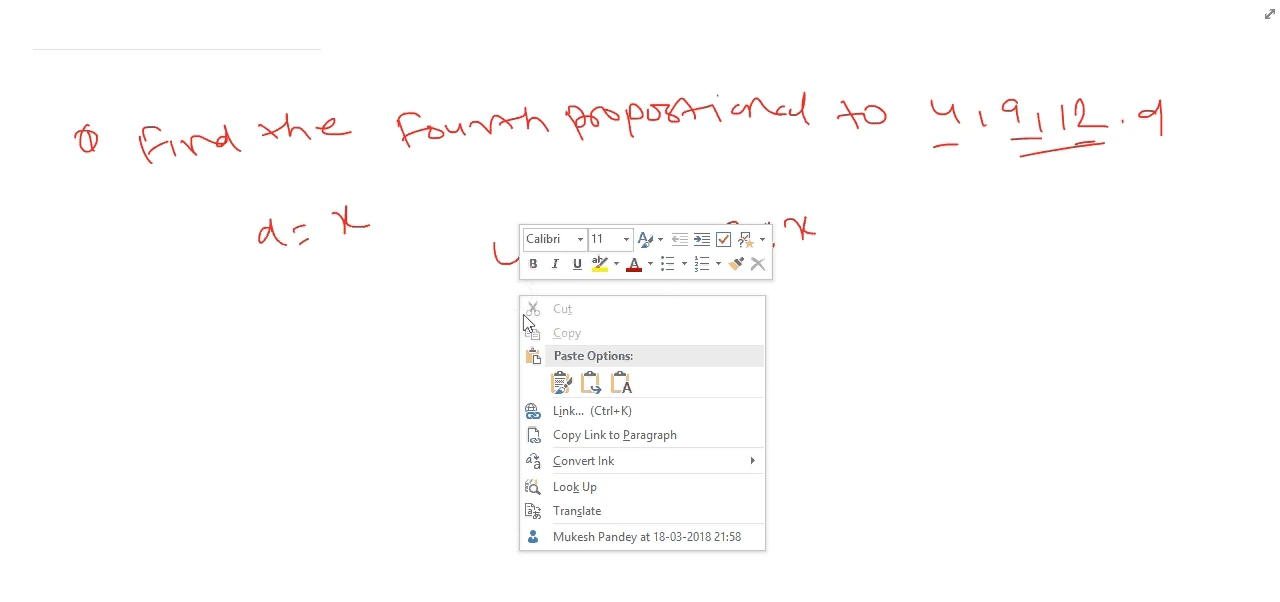 Find the Fourth proportional to 4, 9, 12. d
d = x
x
Calibri 11
B I U ab A
Cut
Copy
Paste Options:
Link... (Ctrl+K)
Copy Link to Paragraph
Convert Ink
Look Up
Translate
Mukesh Pandey at 18-03-2018 21:58